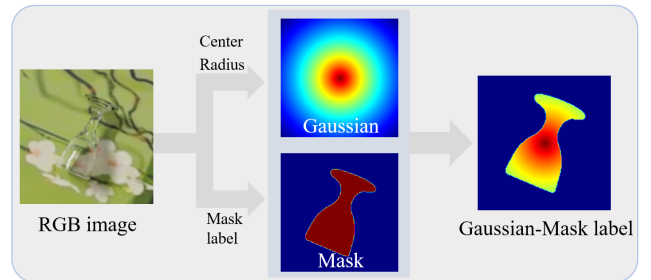 Center
Radius
Gaussian
RGB image
Mask
label
Mask
Gaussian-Mask label